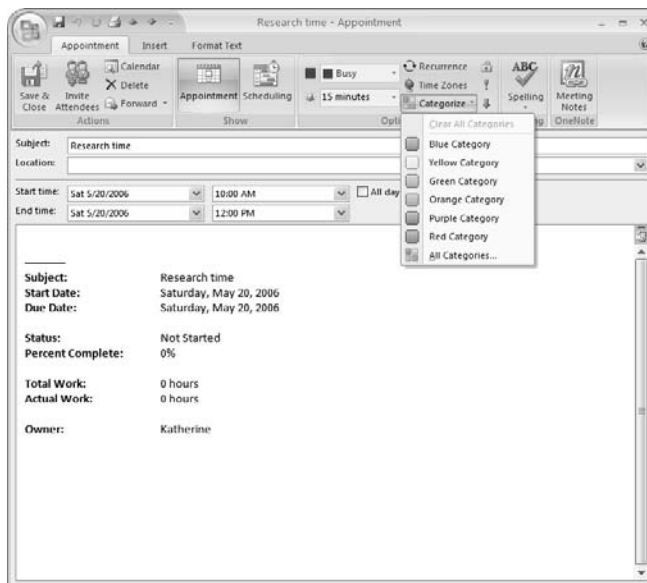 Research time - Appointment
Appointment Insert Format Text
Save & Close
Invite Attendees
Calendar
Delete
Forward
Actions
Appointment
Scheduling
Show
Busy
15 minutes
Recurrence
Time Zones
Categorize
Opti
ABC
Spelling
Meeting Notes
OneNote
Clear All Categories
Blue Category
Yellow Category
Green Category
Orange Category
Purple Category
Red Category
All Categories...
Subject: Research time
Location:
Start time: Sat 5/20/2006 10:00 AM All day
End time: Sat 5/20/2006 12:00 PM
Subject: Research time
Start Date: Saturday, May 20, 2006
Due Date: Saturday, May 20, 2006
Status: Not Started
Percent Complete: 0%
Total Work: 0 hours
Actual Work: 0 hours
Owner: Katherine